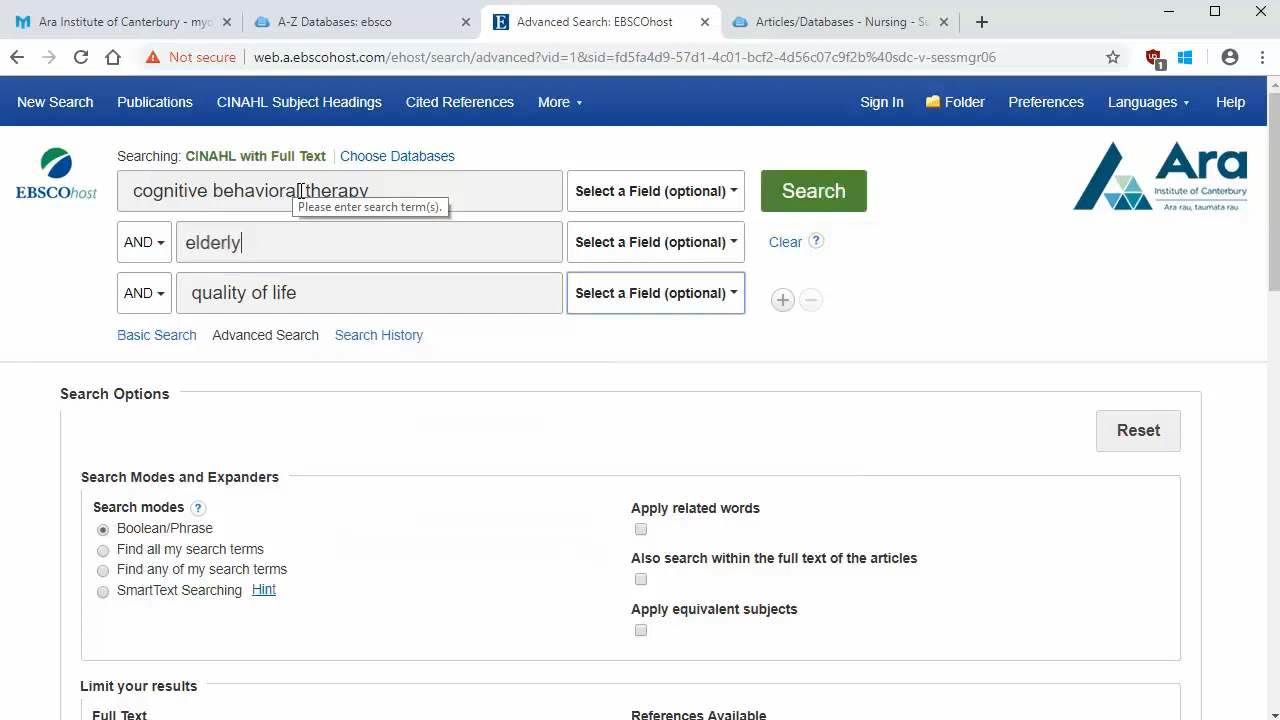 Ara Institute of Canterbury - myc
A-Z Databases: ebsco
Advanced Search: EBSCOhost
Articles/Databases - Nursing - Su
Not secure
web.a.ebscohost.com/ehost/search/advanced?vid=1&sid=fd5fa4d9-57d1-4c01-bcf2-4d56c07c9f2b%40sdc-v-sessmgr06
1
New Search
Publications
CINAHL Subject Headings
Cited References
More
Sign In
Folder
Preferences
Languages
Help
EBSCOhost
Searching: CINAHL with Full Text
Choose Databases
cognitive behavioral therapy
Select a Field (optional)
Search
Please enter search term(s).
AND
elderly
Select a Field (optional)
Clear
?
AND
quality of life
Select a Field (optional)
Ara
Institute of Canterbury
Ara rau, taumata rau.
Basic Search
Advanced Search
Search History
Search Options
Reset
Search Modes and Expanders
Search modes
?
Boolean/Phrase
Find all my search terms
Find any of my search terms
SmartText Searching
Hint
Apply related words
Also search within the full text of the articles
Apply equivalent subjects
Limit your results
Full Text
References Available